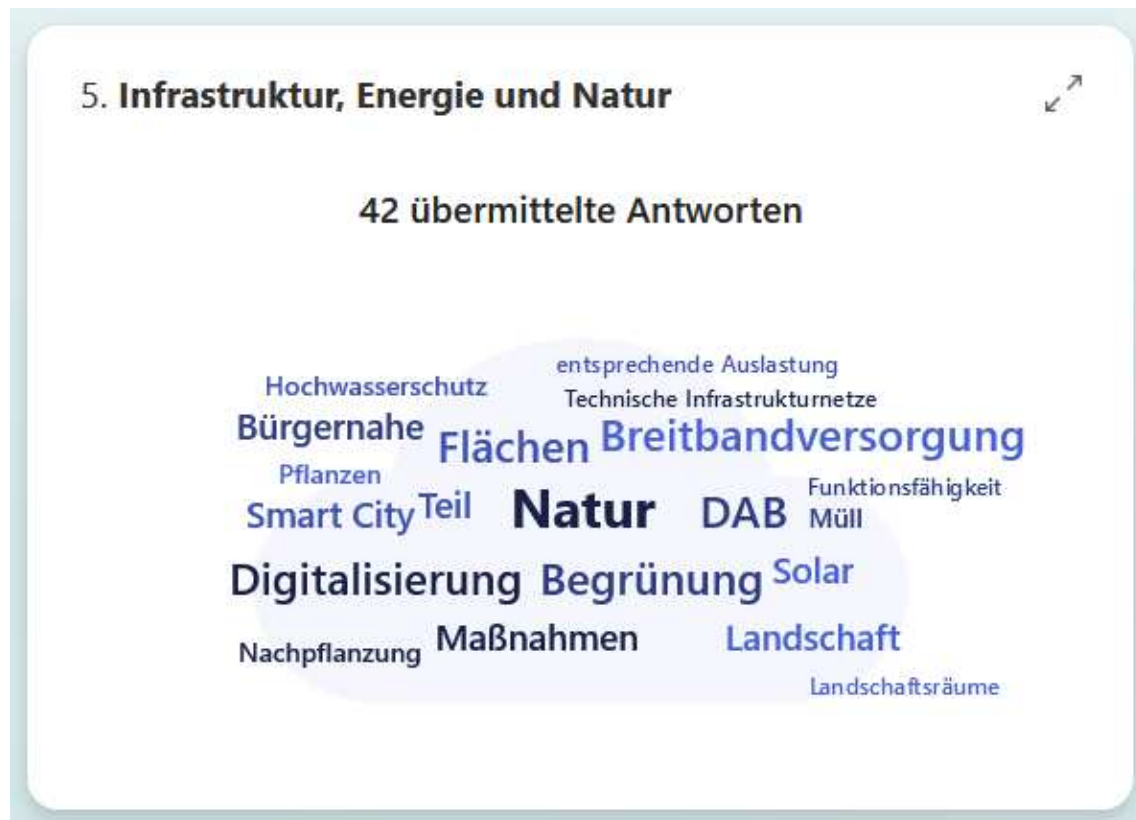 5. Infrastruktur, Energie und Natur
42 übermittelte Antworten
entsprechende Auslastung
Hochwasserschutz
Technische Infrastrukturnetze
Bürgernahe
Flächen
Breitbandversorgung
Pflanzen
Funktionsfähigkeit
Smart City
Teil
Natur
DAB
Müll
Digitalisierung
Begrünung
Solar
Nachpflanzung
Maßnahmen
Landschaft
Landschaftsräume